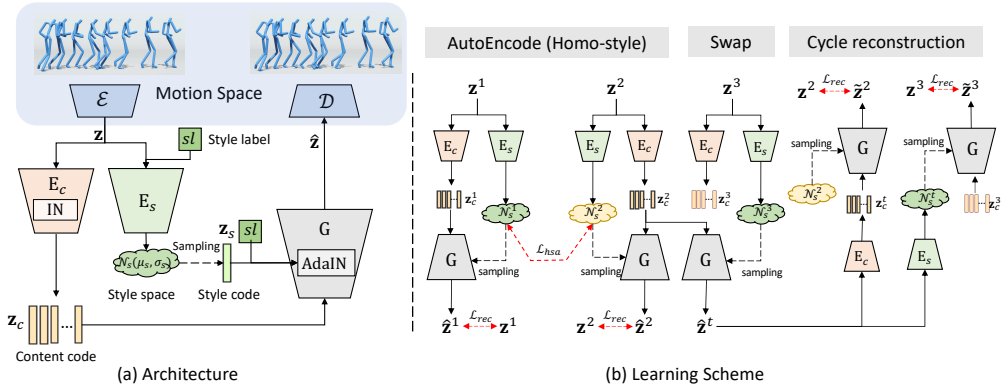 Motion Space
ℰ
𝒟
z
ẑ
sl
Style label
E_c
IN
E_s
G
AdaIN
z_s
sl
Sampling
𝒩_s(μ_s, σ_s)
Style space
Style code
z_c
Content code
(a) Architecture
AutoEncode (Homo-style)
Swap
Cycle reconstruction
z^1
z^2
z^3
z^2
ℒ_rec
z̃^2
z^3
ℒ_rec
z̃^3
E_c
E_s
E_s
E_c
E_c
E_s
G
G
sampling
sampling
z_c^1
z_c^2
z_c^3
𝒩_s^2
𝒩_s^t
z_c^t
z_c^3
𝒩_s^1
𝒩_s^2
𝒩_s^3
ℒ_hsa
G
sampling
sampling
G
G
sampling
E_c
E_s
ẑ^1
ℒ_rec
z^1
z^2
ℒ_rec
ẑ^2
ẑ^t
(b) Learning Scheme